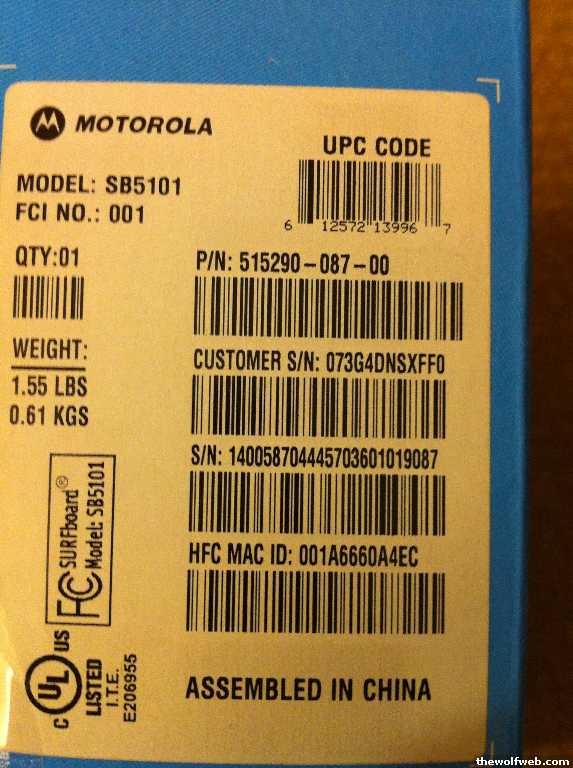 MOTOROLA
UPC CODE
MODEL: SB5101
FCI NO.: 001
6 12572 13996 7
QTY:01
P/N: 515290-087-00
WEIGHT:
1.55 LBS
0.61 KGS
CUSTOMER S/N: 073G4DNSXFF0
S/N: 140058704445703601019087
HFC MAC ID: 001A6660A4EC
FC SURFboard®
Model: SB5101
C UL US
LISTED
I.T.E.
E206955
ASSEMBLED IN CHINA
thewolfweb.com